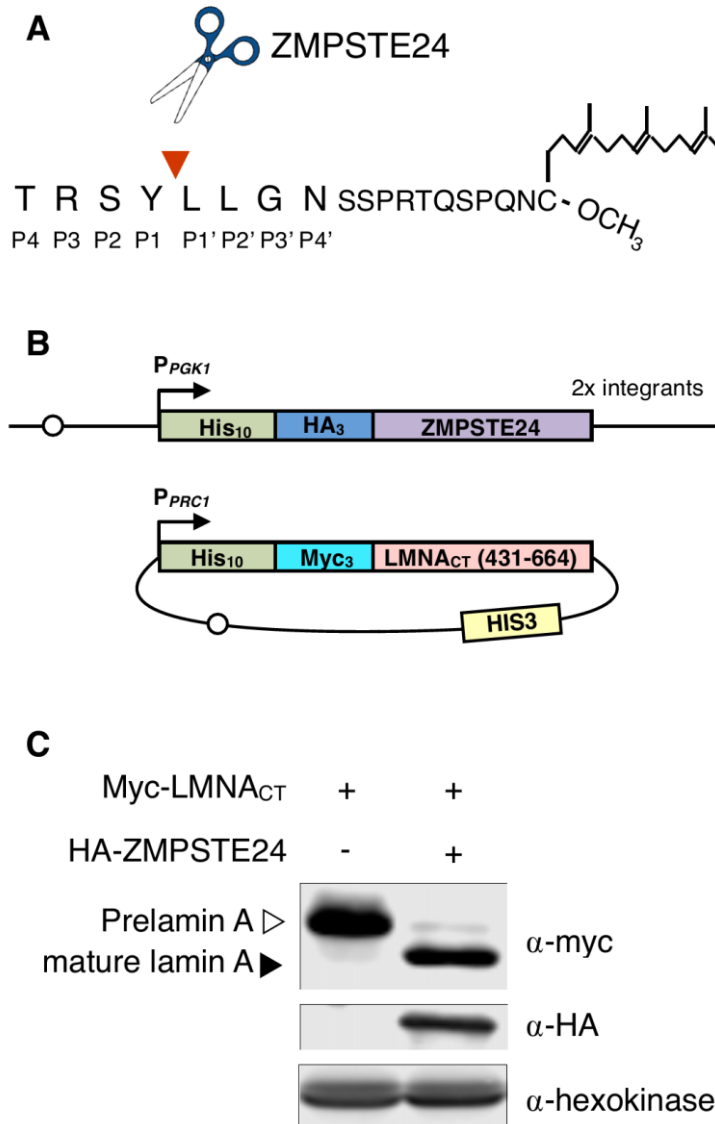 A
ZMPSTE24
T R S Y L L G N SSPRTQSPQNC-OCH3
P4 P3 P2 P1 P1' P2' P3' P4'
B
PPGK1
2x integrants
His10 HA3 ZMPSTE24
PPRC1
His10 Myc3 LMNACT (431-664)
HIS3
C
Myc-LMNACT + +
HA-ZMPSTE24 - +
Prelamin A ▷
mature lamin A ▶
α-myc
α-HA
α-hexokinase